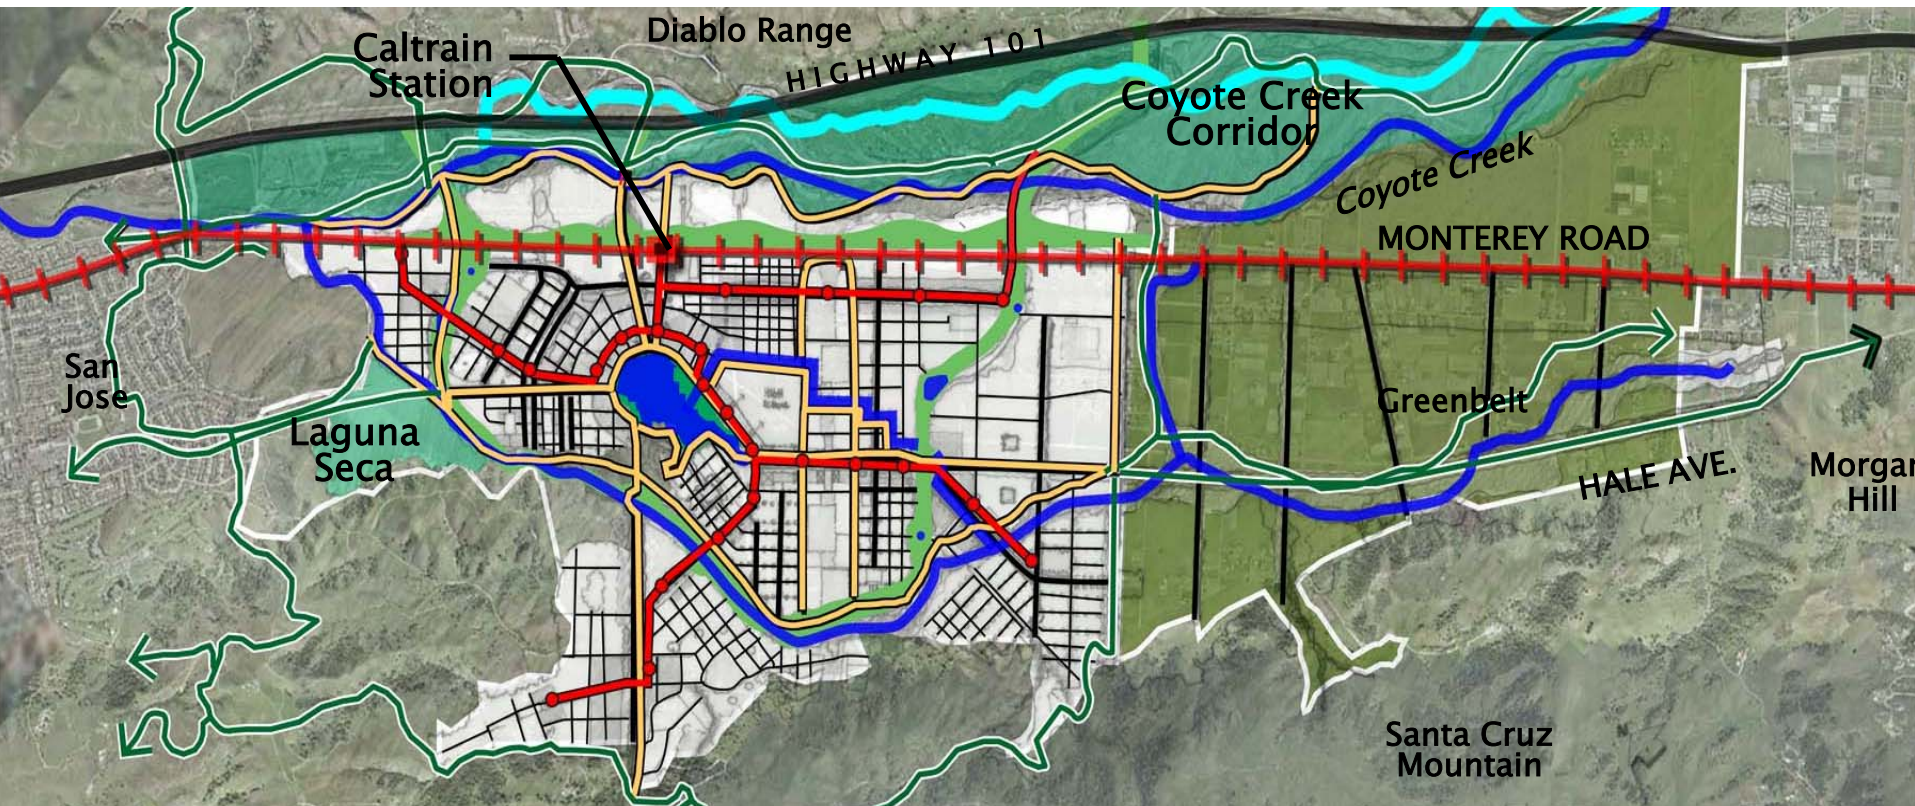 Diablo Range
Caltrain
Station
HIGHWAY 101
Coyote Creek
Corridor
Coyote Creek
MONTEREY ROAD
San
Jose
Greenbelt
Laguna
Seca
HALE AVE.
Morgan
Hill
Santa Cruz
Mountain